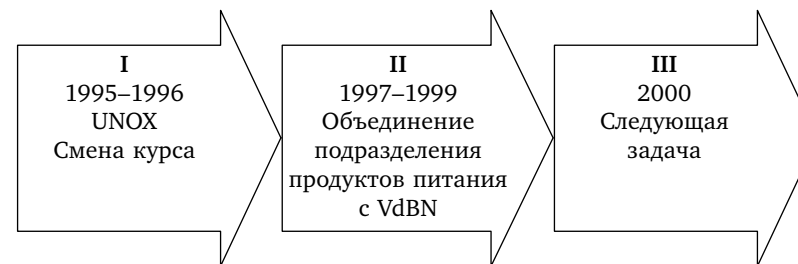 I
1995–1996
UNOX
Смена курса
II
1997–1999
Объединение
подразделения
продуктов питания
с VdBN
III
2000
Следующая
задача